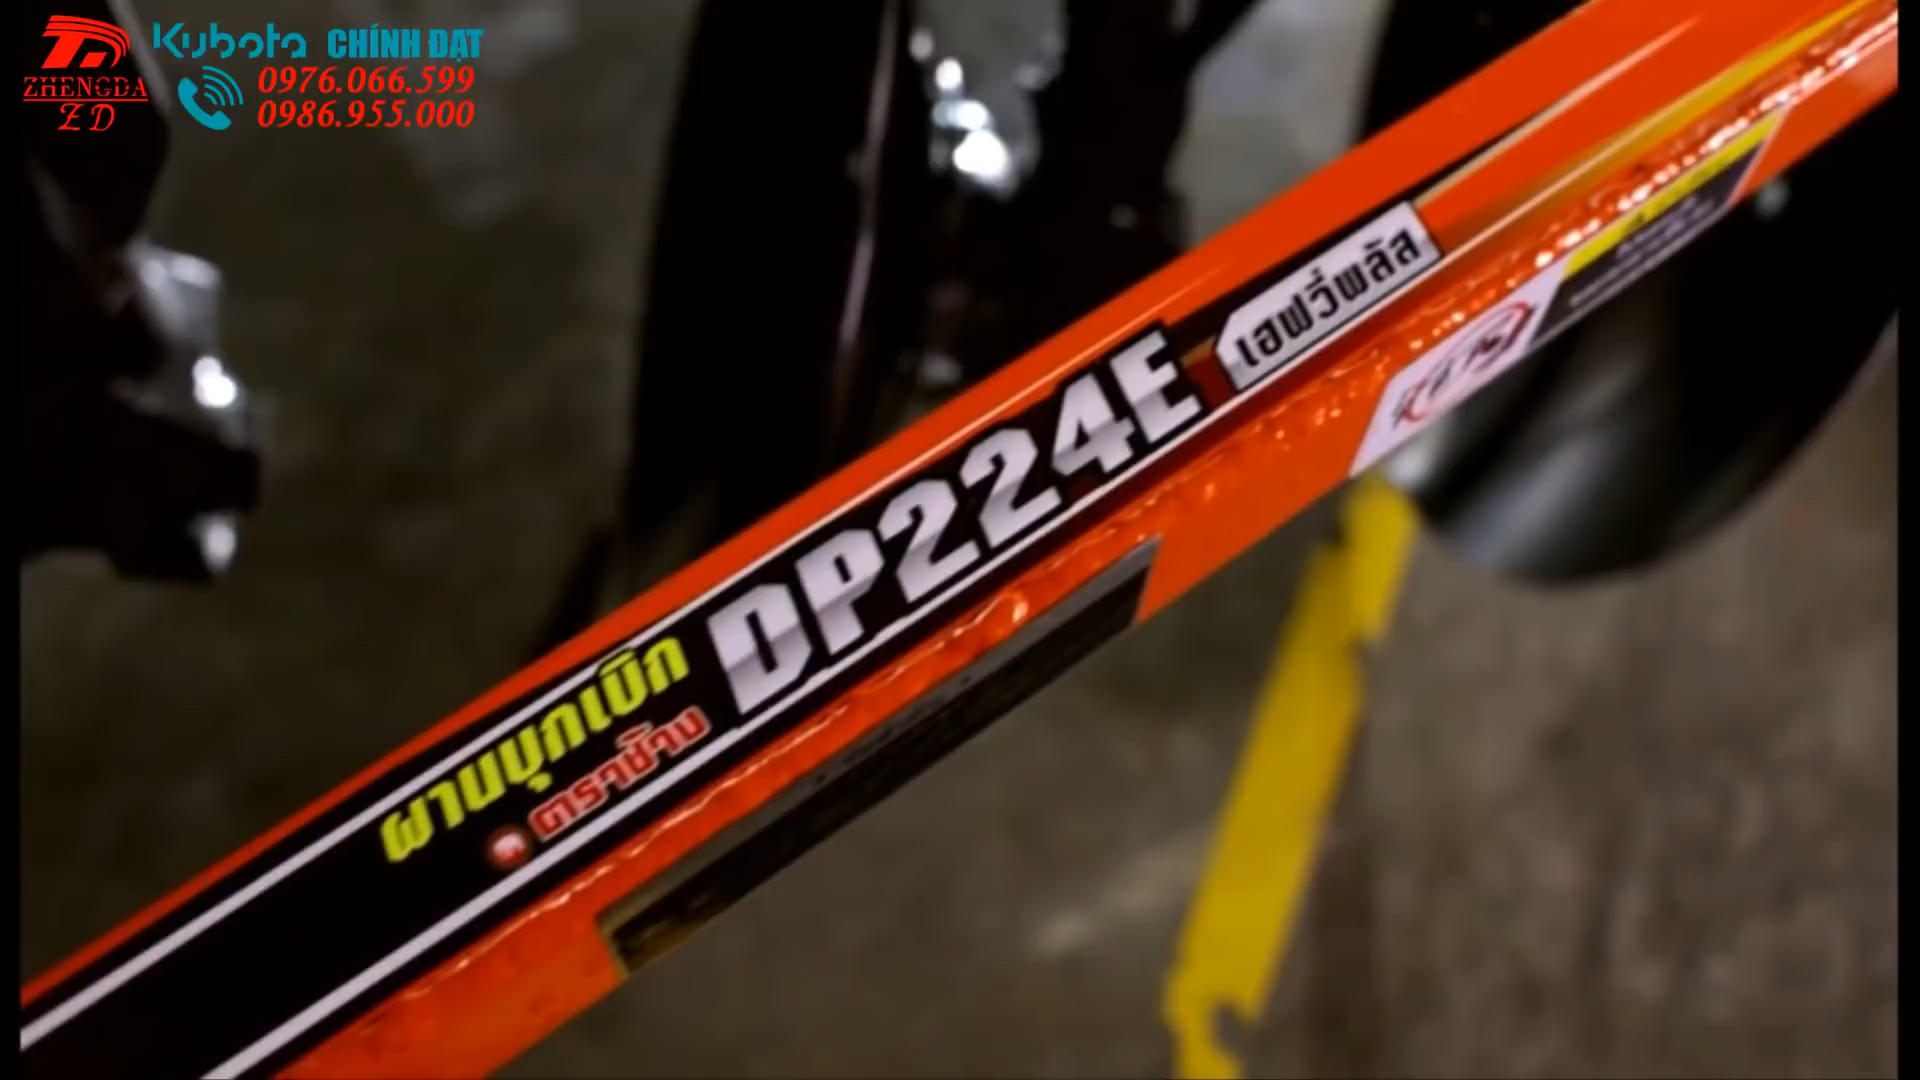 ZHENGDA
ZD
Kubota CHÍNH ĐẠT
0976.066.599
0986.955.000
ผานบุกเบิก
ตราช้าง
DP224E
เอฟวี่พลัส